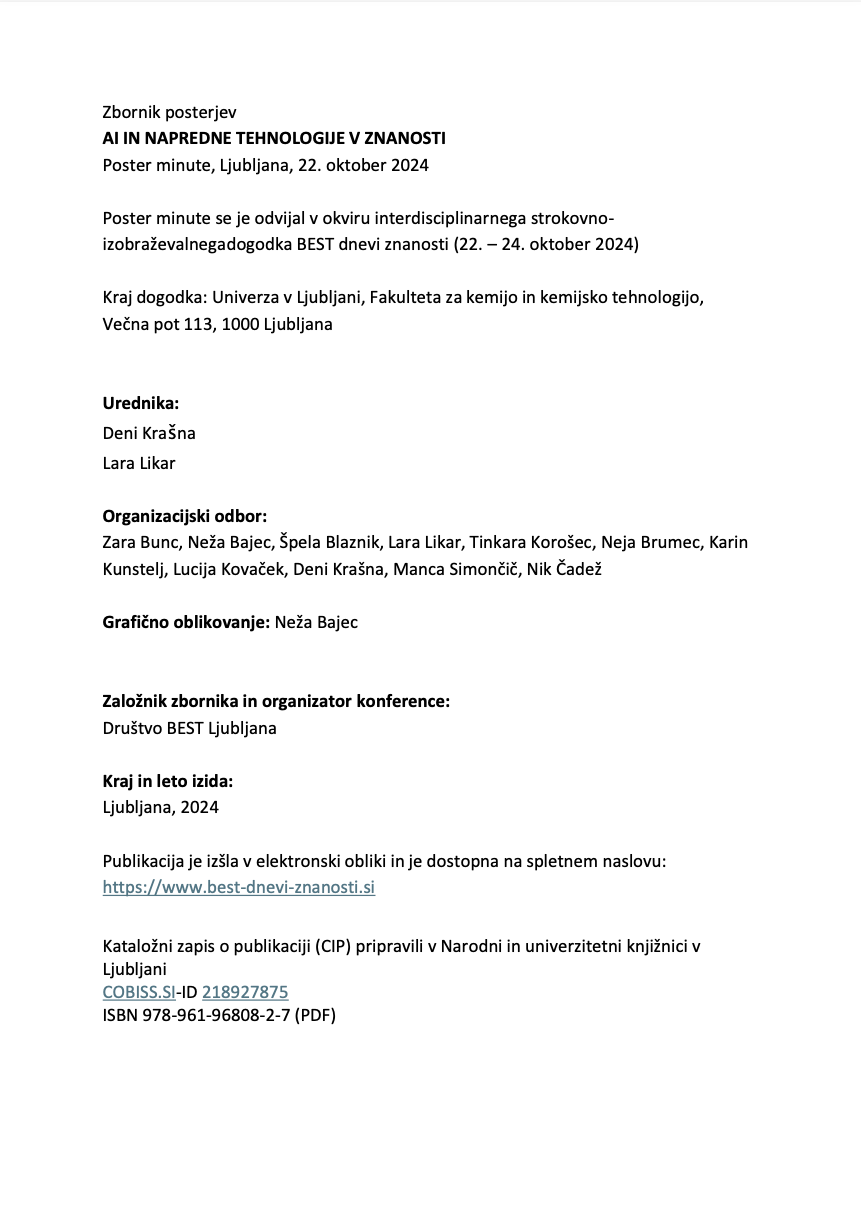 Zbornik posterjev
AI IN NAPREDNE TEHNOLOGIJE V ZNANOSTI
Poster minute, Ljubljana, 22. oktober 2024
Poster minute se je odvijal v okviru interdisciplinarnega strokovno-
izobraževalnegadogodka BEST dnevi znanosti (22. – 24. oktober 2024)
Kraj dogodka: Univerza v Ljubljani, Fakulteta za kemijo in kemijsko tehnologijo,
Večna pot 113, 1000 Ljubljana
Urednika:
Deni Krašna
Lara Likar
Organizacijski odbor:
Zara Bunc, Neža Bajec, Špela Blaznik, Lara Likar, Tinkara Korošec, Neja Brumec, Karin
Kunstelj, Lucija Kovaček, Deni Krašna, Manca Simončič, Nik Čadež
Grafično oblikovanje: Neža Bajec
Založnik zbornika in organizator konference:
Društvo BEST Ljubljana
Kraj in leto izida:
Ljubljana, 2024
Publikacija je izšla v elektronski obliki in je dostopna na spletnem naslovu:
https://www.best-dnevi-znanosti.si
Kataložni zapis o publikaciji (CIP) pripravili v Narodni in univerzitetni knjižnici v
Ljubljani
COBISS.SI-ID 218927875
ISBN 978-961-96808-2-7 (PDF)